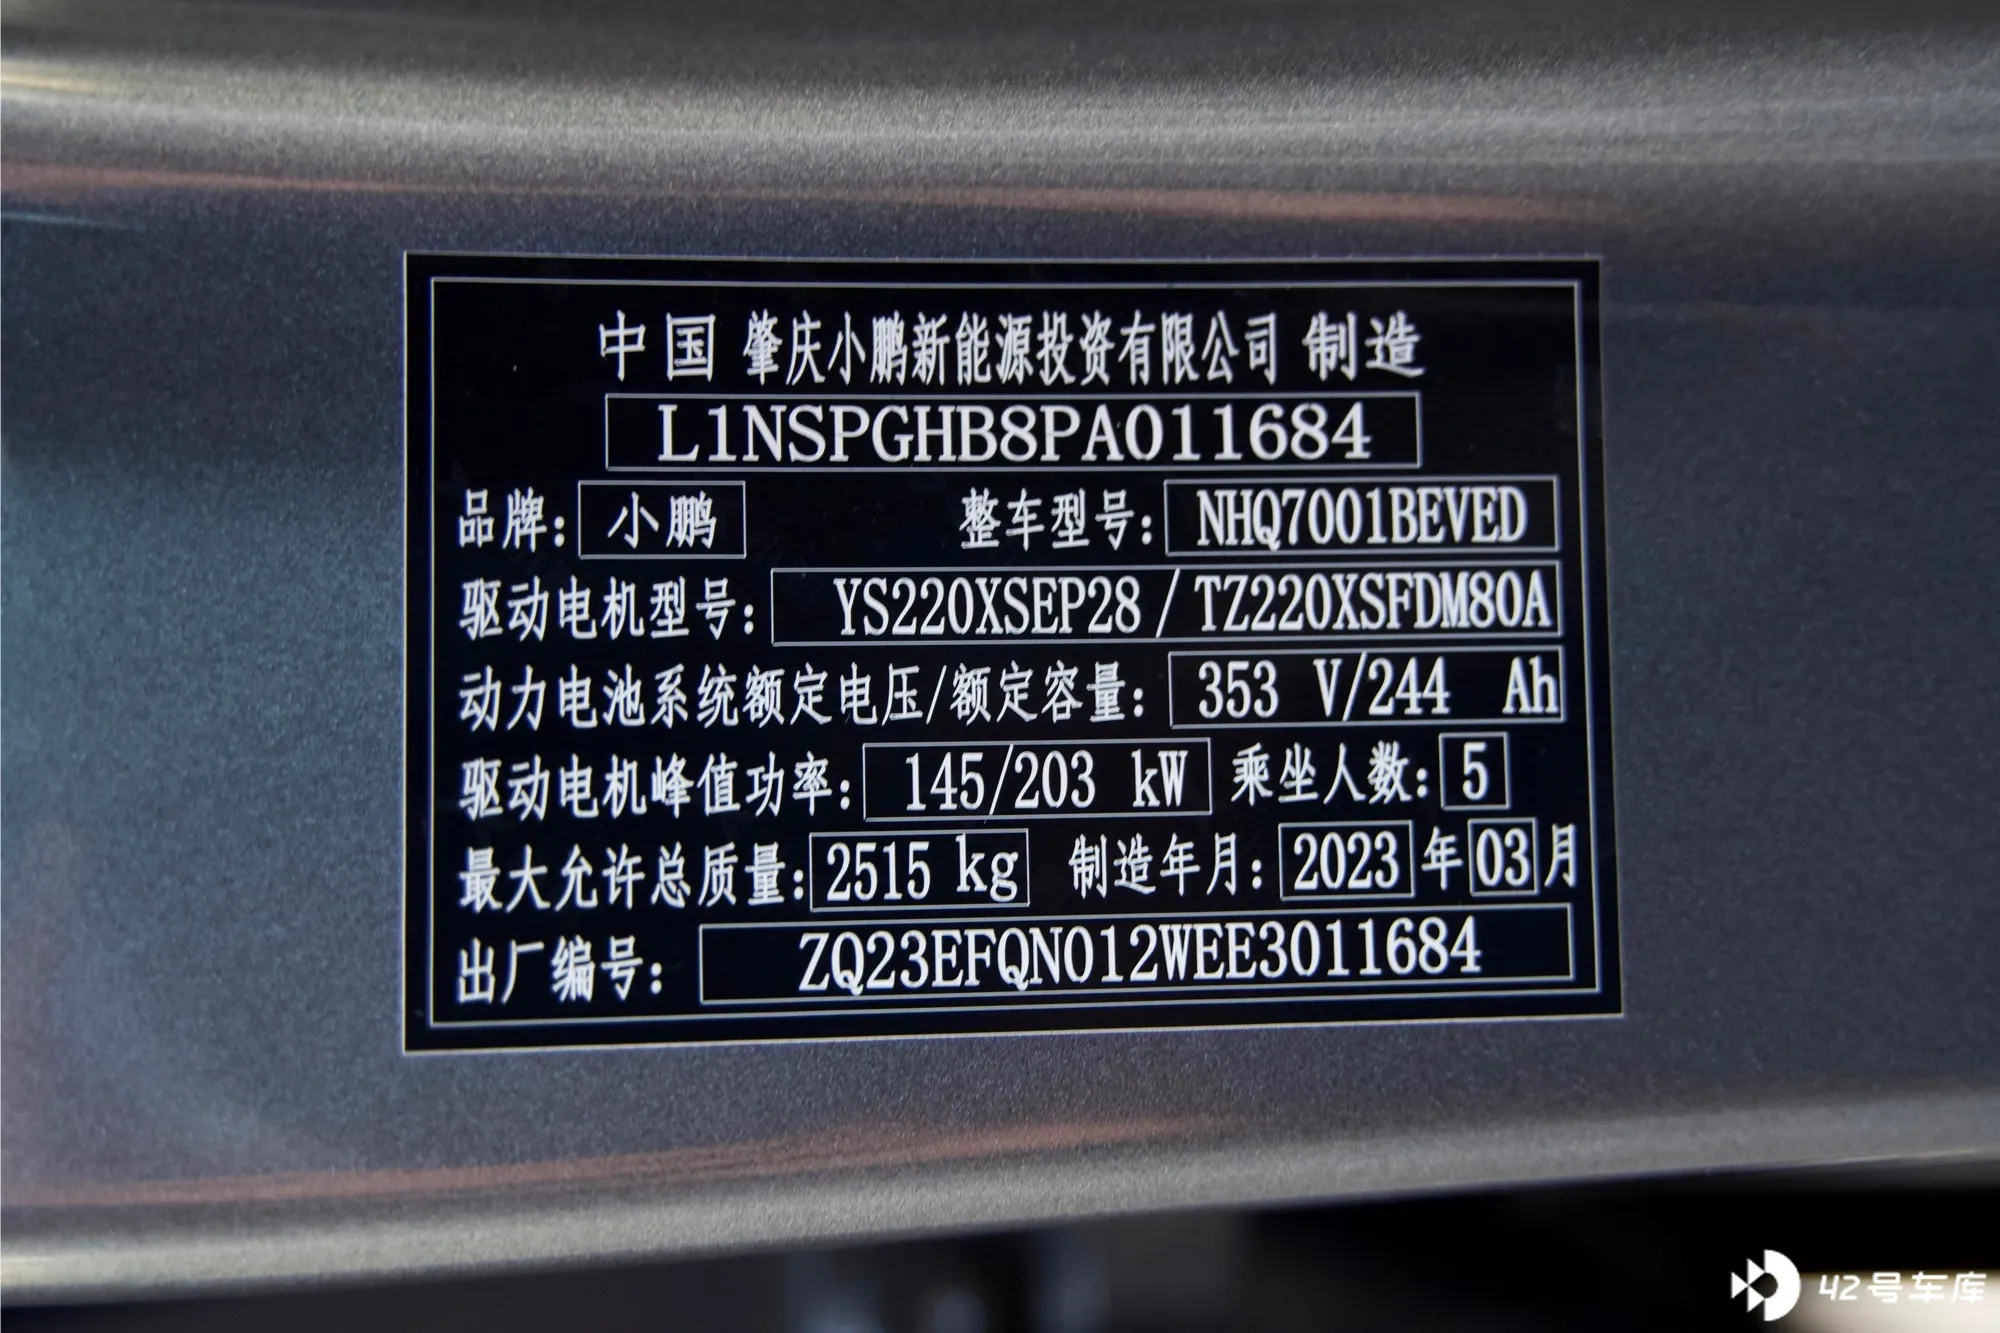 中国 肇庆小鹏新能源投资有限公司 制造
L1NSPGHB8PA011684
品牌: 小鹏 整车型号: NHQ7001BEVED
驱动电机型号: YS220XSEP28 / TZ220XSFDM80A
动力电池系统额定电压/额定容量: 353 V/244 Ah
驱动电机峰值功率: 145/203 kW 乘坐人数: 5
最大允许总质量: 2515 kg 制造年月: 2023 年 03 月
出厂编号: ZQ23EFQN012WEE3011684
42号车库